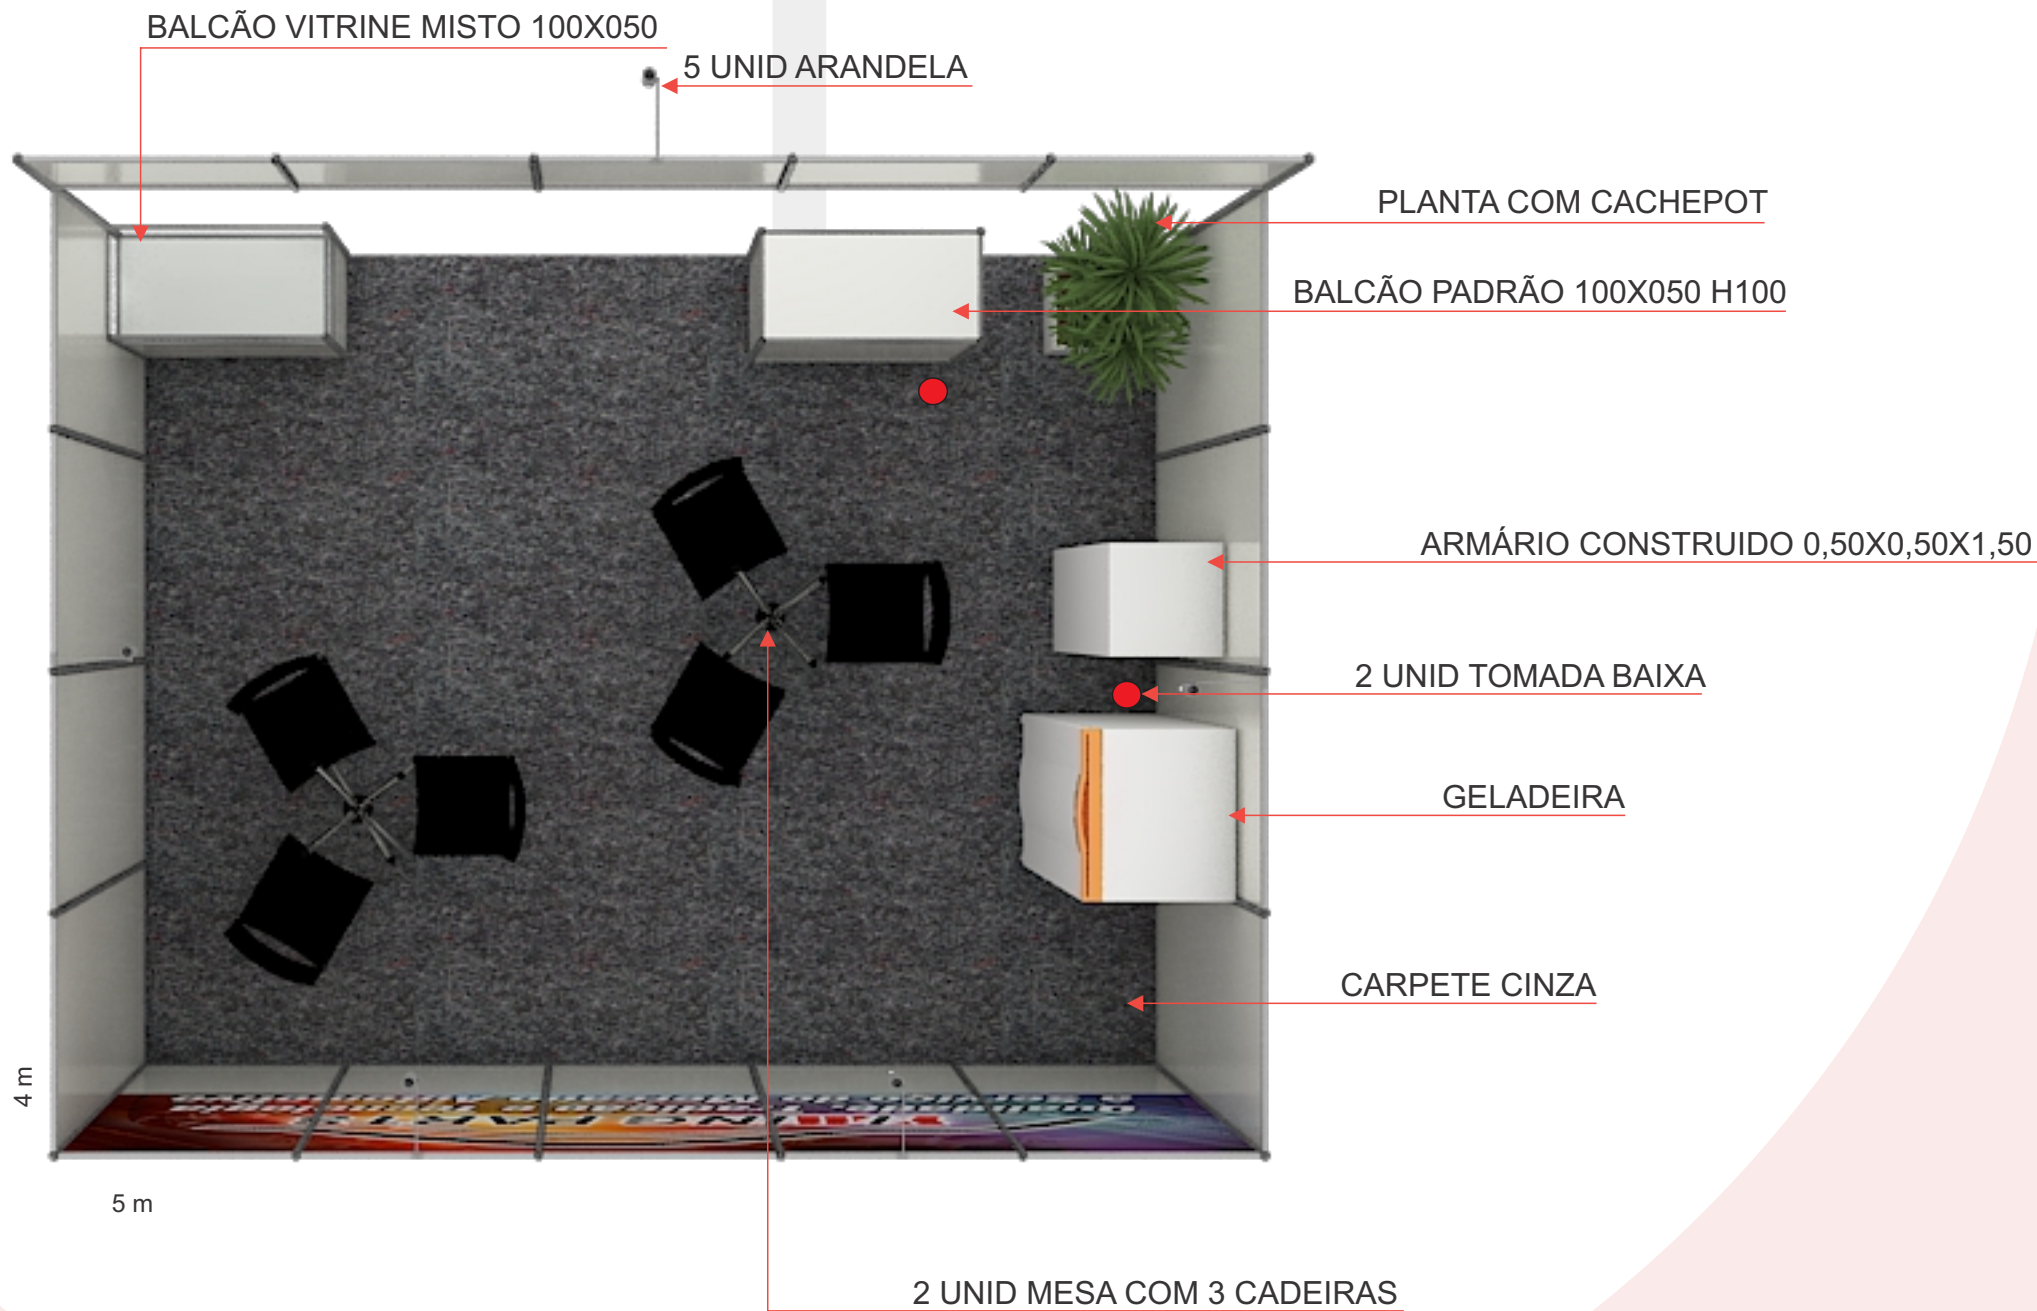 BALCÃO VITRINE MISTO 100X050
5 UNID ARANDELA
PLANTA COM CACHEPOT
BALCÃO PADRÃO 100X050 H100
ARMÁRIO CONSTRUIDO 0,50X0,50X1,50
2 UNID TOMADA BAIXA
GELADEIRA
CARPETE CINZA
4 m
5 m
2 UNID MESA COM 3 CADEIRAS